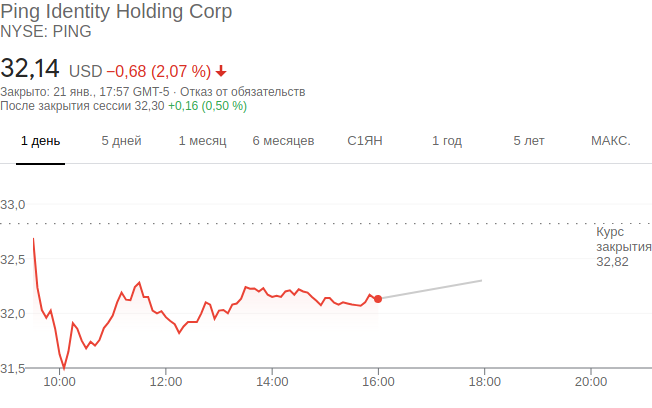 Ping Identity Holding Corp
NYSE: PING
32,14 USD −0,68 (2,07 %)
Закрыто: 21 янв., 17:57 GMT-5 · Отказ от обязательств
После закрытия сессии 32,30 +0,16 (0,50 %)
1 день 5 дней 1 месяц 6 месяцев С1ЯН 1 год 5 лет МАКС.
33,0
Курс
закрытия
32,82
32,5
32,0
31,5
10:00 12:00 14:00 16:00 18:00 20:00